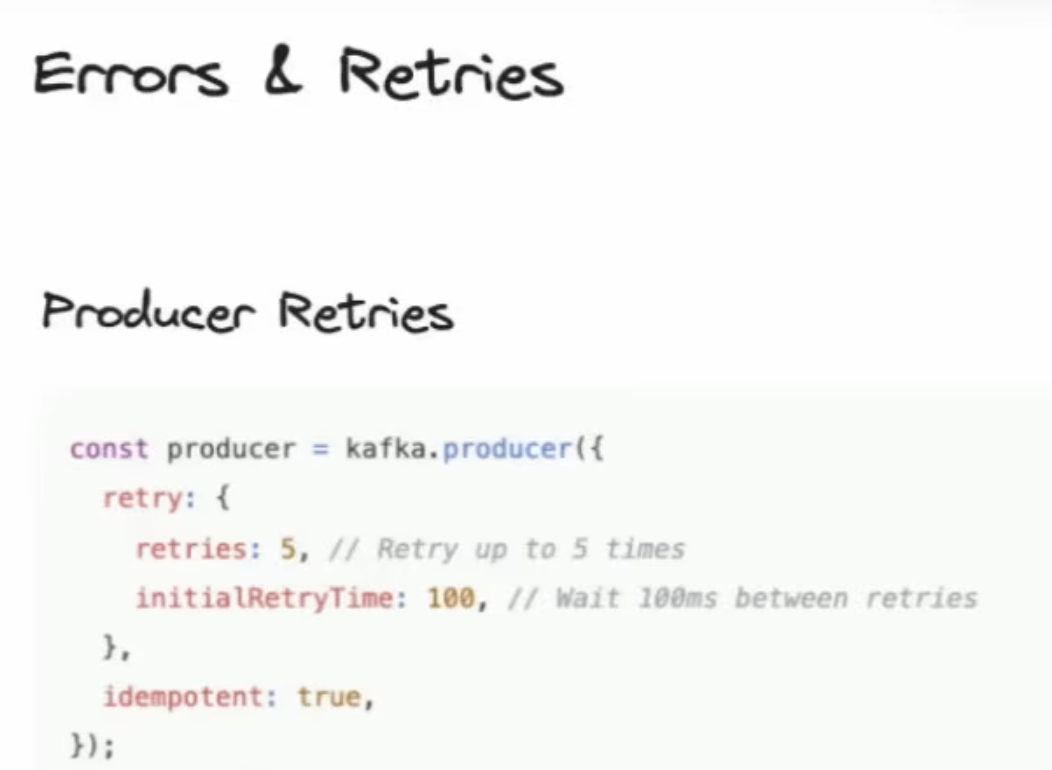 Errors & Retries
Producer Retries
const producer = kafka.producer({
  retry: {
    retries: 5, // Retry up to 5 times
    initialRetryTime: 100, // Wait 100ms between retries
  },
  idempotent: true,
});